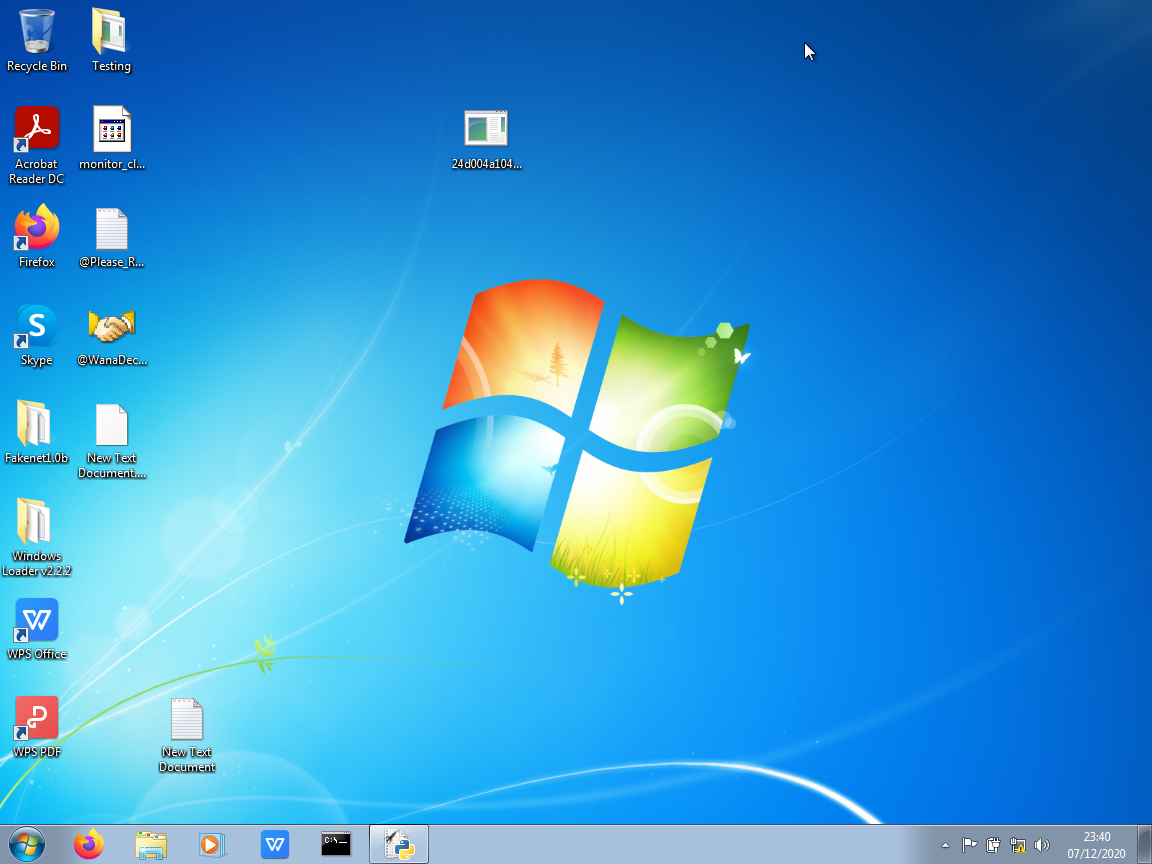 Recycle Bin
Testing
Acrobat
Reader DC
monitor_cl...
24d004a104...
Firefox
@Please_R...
Skype
@WanaDec...
Fakenet1.0b
New Text
Document....
Windows
Loader v2.2.2
WPS Office
WPS PDF
New Text
Document
C:\_
23:40
07/12/2020